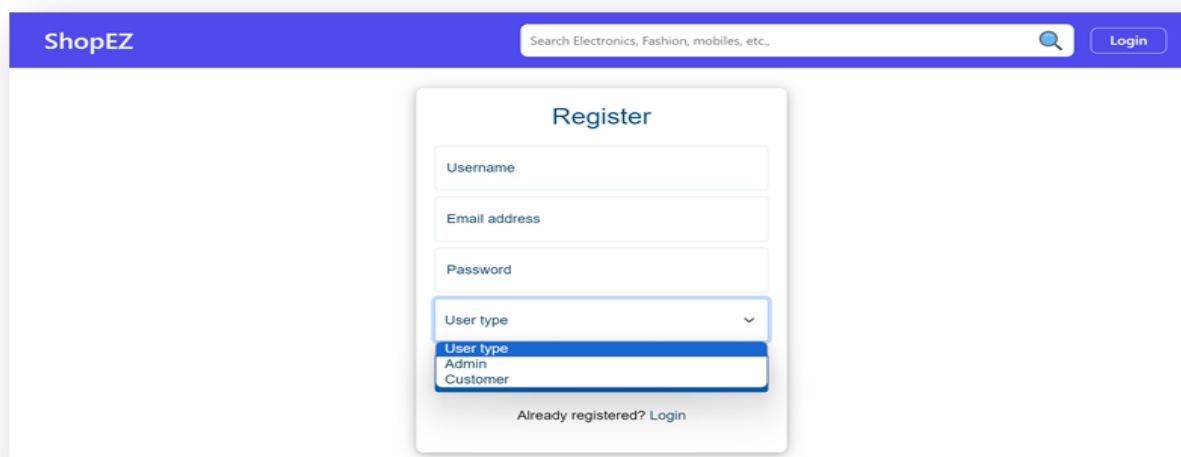 ShopEZ
Search Electronics, Fashion, mobiles, etc.,
Login
Register
Username
Email address
Password
User type
User type
Admin
Customer
Already registered? Login